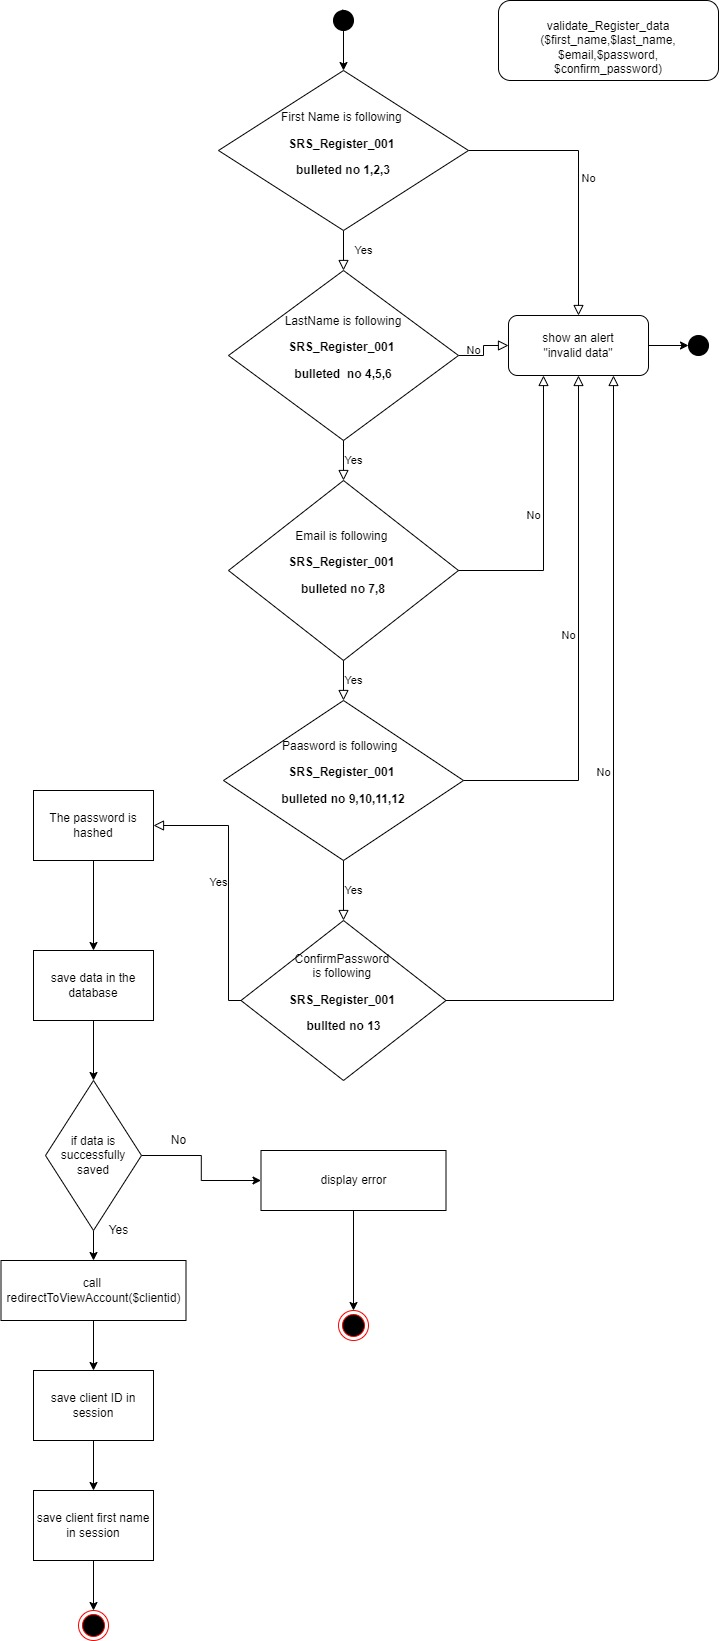 validate_Register_data
($first_name,$last_name,
$email,$password,
$confirm_password)
First Name is following
SRS_Register_001
bulleted no 1,2,3
No
Yes
LastName is following
SRS_Register_001
bulleted  no 4,5,6
No
show an alert
"invalid data"
Yes
Email is following
SRS_Register_001
bulleted no 7,8
No
No
Yes
Paasword is following
SRS_Register_001
bulleted no 9,10,11,12
No
The password is
hashed
Yes
Yes
ConfirmPassword
is following
SRS_Register_001
bullted no 13
save data in the
database
if data is
successfully
saved
No
display error
Yes
call
redirectToViewAccount($clientid)
save client ID in
session
save client first name
in session